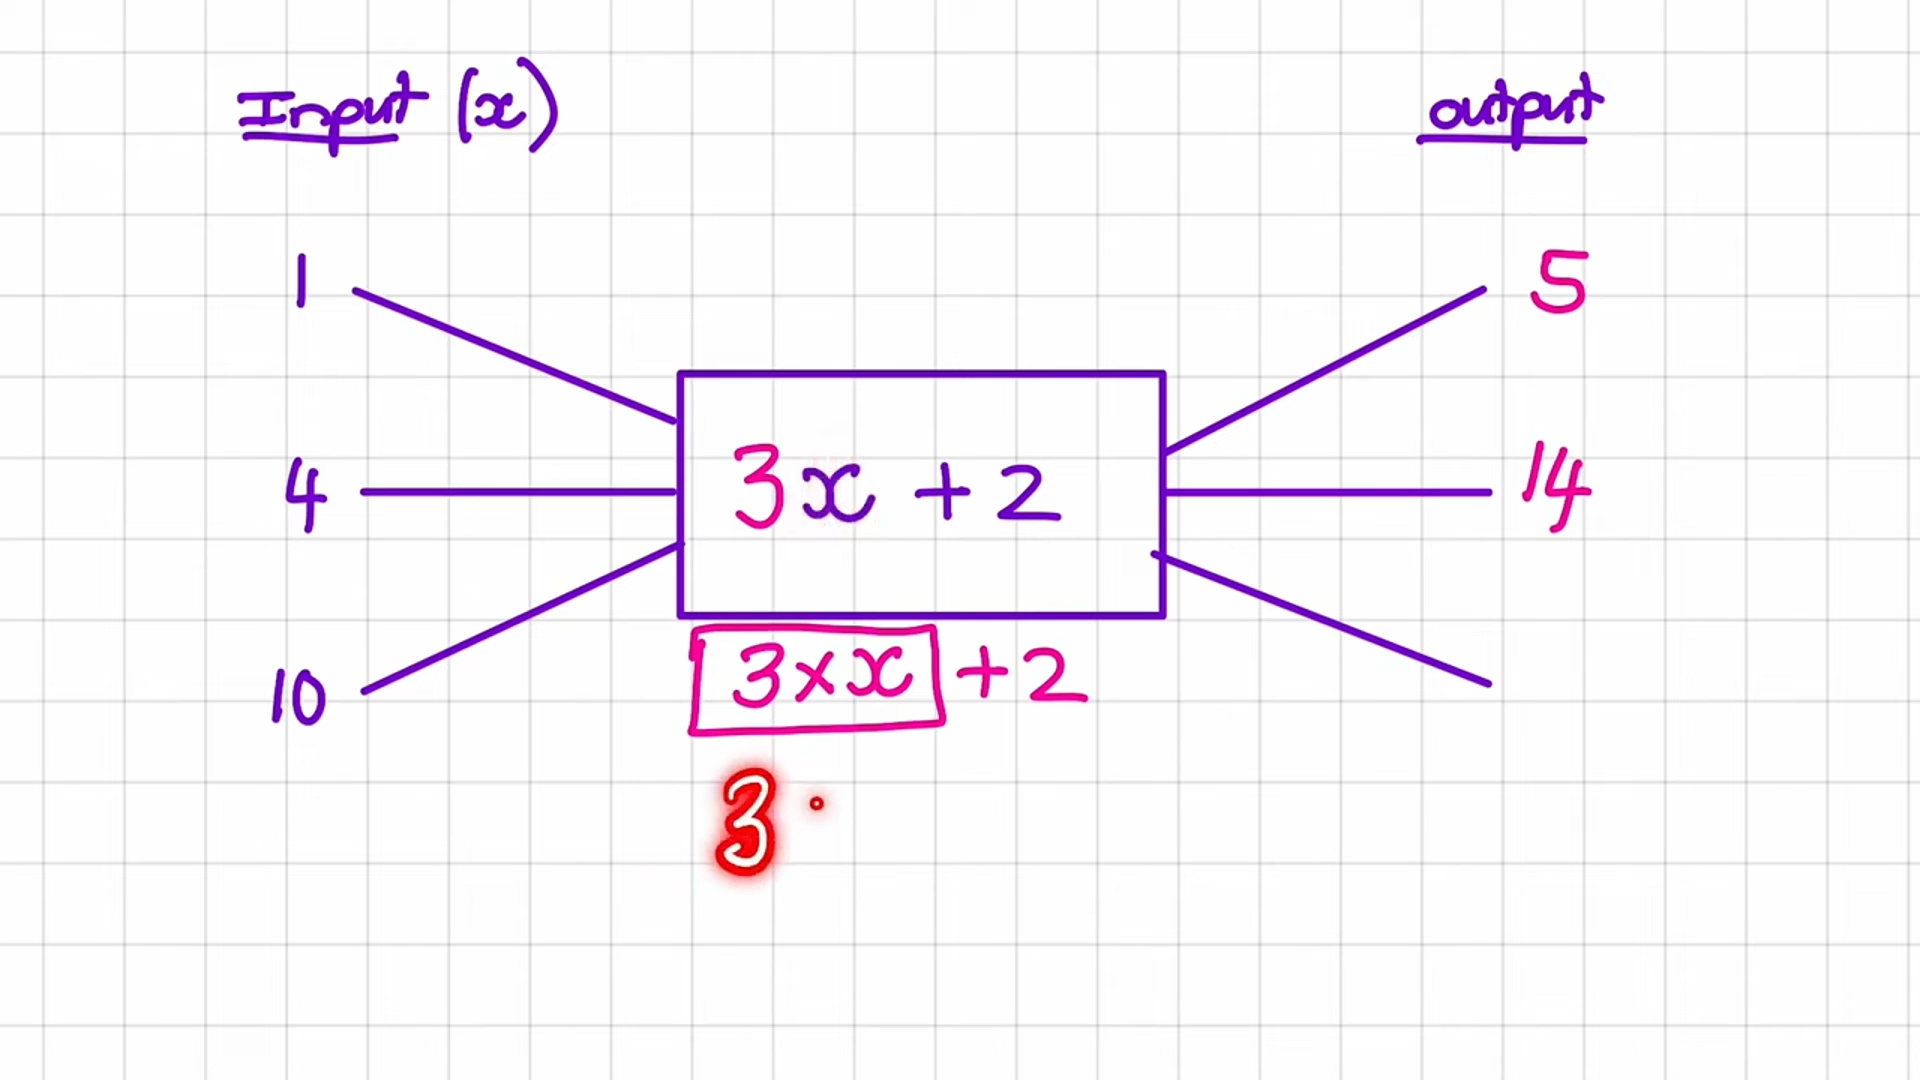 Input (x)
output
1
5
3x + 2
4
14
10
3 × x + 2
3